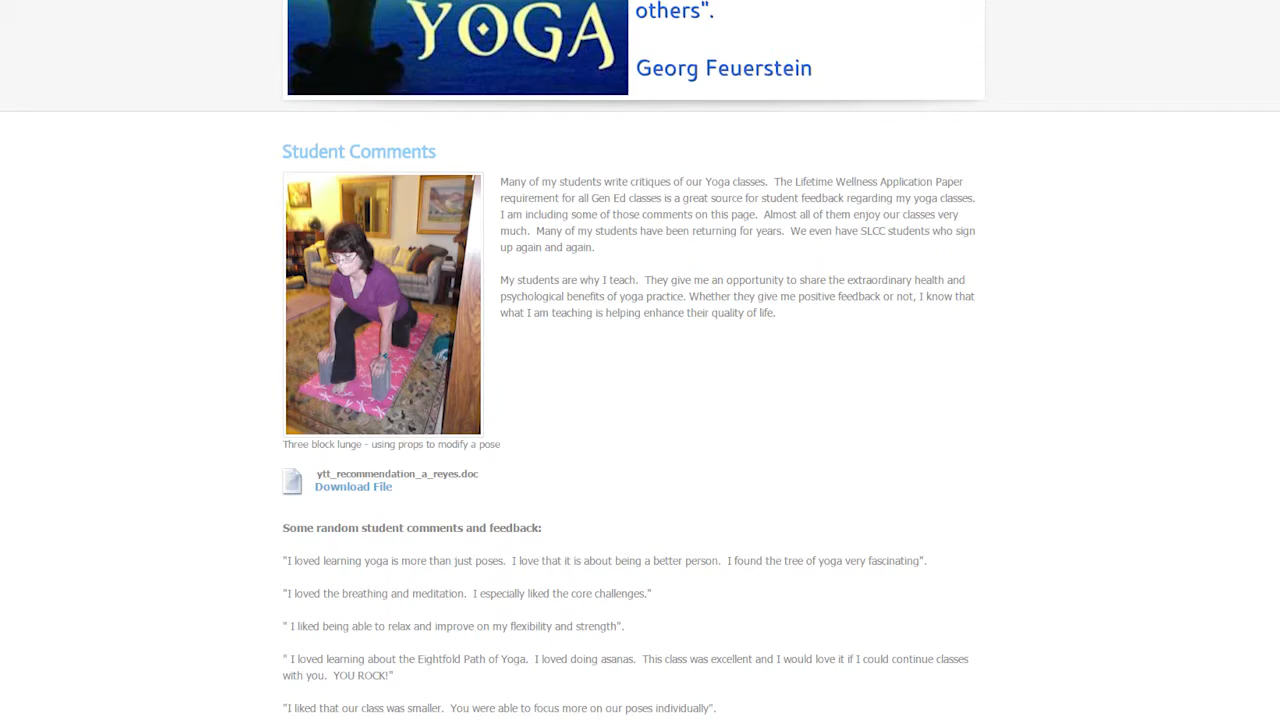 others".
YOGA
Georg Feuerstein
Student Comments
Many of my students write critiques of our Yoga classes.  The Lifetime Wellness Application Paper
requirement for all Gen Ed classes is a great source for student feedback regarding my yoga classes.
I am including some of those comments on this page.  Almost all of them enjoy our classes very
much.  Many of my students have been returning for years.  We even have SLCC students who sign
up again and again.
My students are why I teach.  They give me an opportunity to share the extraordinary health and
psychological benefits of yoga practice. Whether they give me positive feedback or not, I know that
what I am teaching is helping enhance their quality of life.
Three block lunge - using props to modify a pose
ytt_recommendation_a_reyes.doc
Download File
Some random student comments and feedback:
"I loved learning yoga is more than just poses.  I love that it is about being a better person.  I found the tree of yoga very fascinating".
"I loved the breathing and meditation.  I especially liked the core challenges."
" I liked being able to relax and improve on my flexibility and strength".
" I loved learning about the Eightfold Path of Yoga.  I loved doing asanas.  This class was excellent and I would love it if I could continue classes
with you.  YOU ROCK!"
"I liked that our class was smaller.  You were able to focus more on our poses individually".